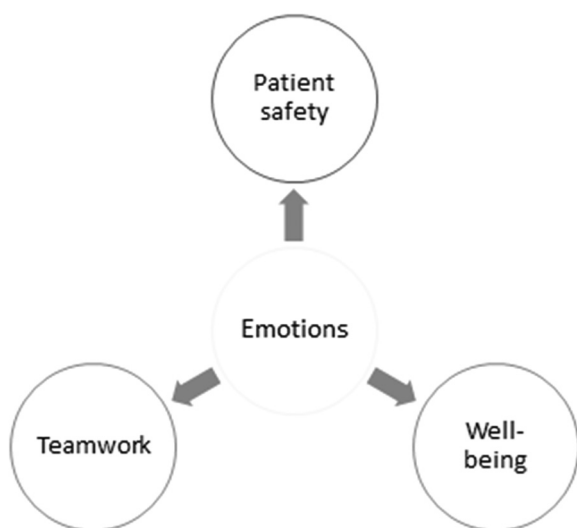 Patient
safety
Emotions
Teamwork
Well-
being